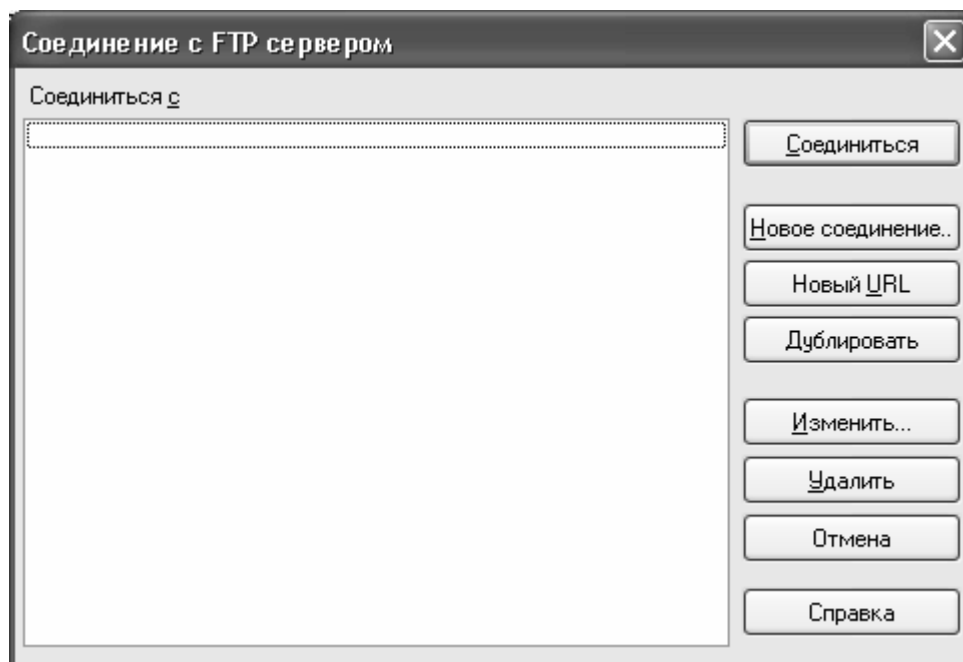 Соединение с FTP сервером
Соединиться с
Соединиться
Новое соединение..
Новый URL
Дублировать
Изменить...
Удалить
Отмена
Справка